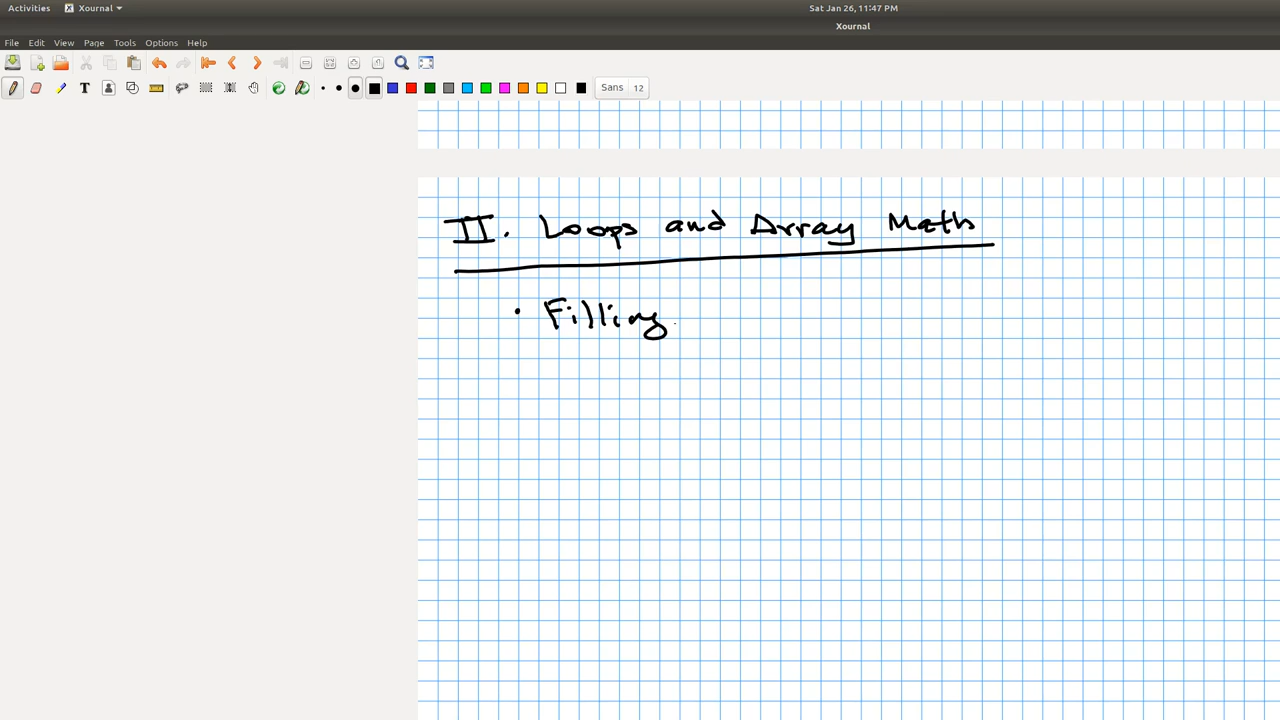 Activities Xournal Sat Jan 26, 11:47 PM
Xournal
File Edit View Page Tools Options Help
T Sans 12
II. Loops and Array Math
• Filling